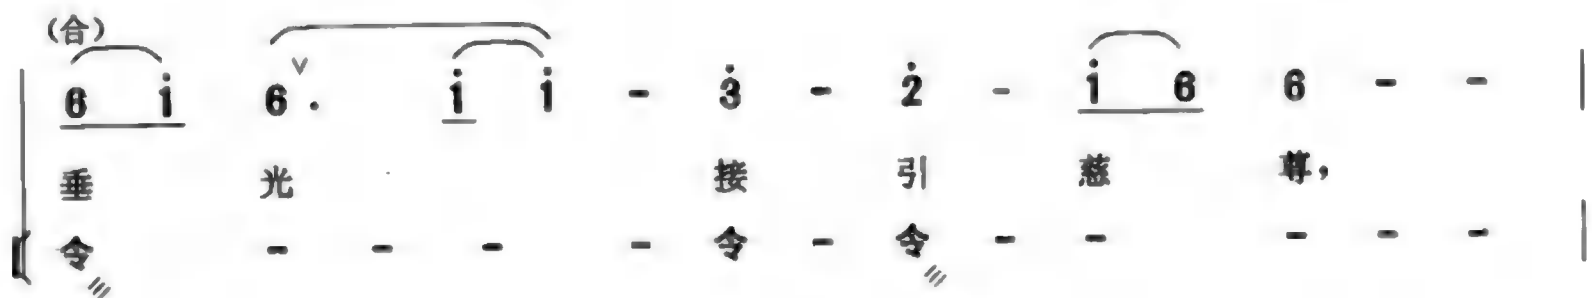 (合)
6 i̇ 6. i̇ i̇ - 3̇ - 2̇ - i̇ 6 6 - -
垂 光 接 引 慈 尊，
令 - - - - 令 - 令 - - - - -